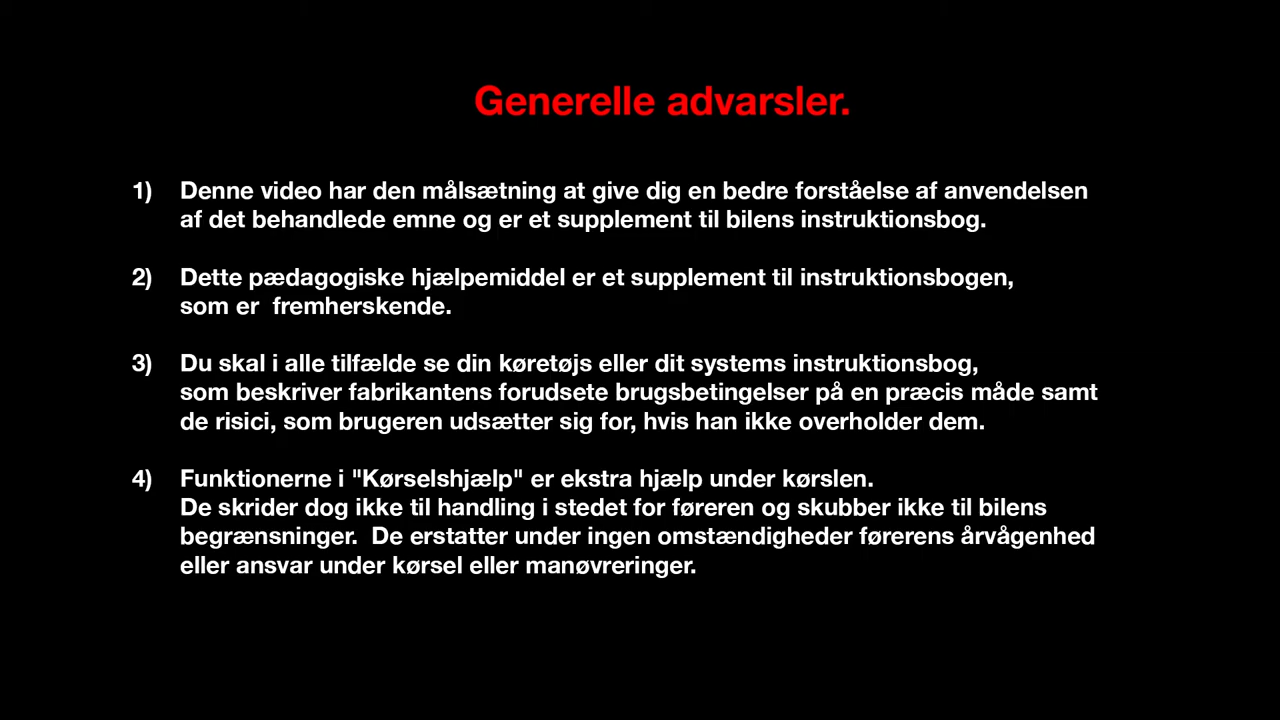 Generelle advarsler.
1) Denne video har den målsætning at give dig en bedre forståelse af anvendelsen
af det behandlede emne og er et supplement til bilens instruktionsbog.
2) Dette pædagogiske hjælpemiddel er et supplement til instruktionsbogen,
som er  fremherskende.
3) Du skal i alle tilfælde se din køretøjs eller dit systems instruktionsbog,
som beskriver fabrikantens forudsete brugsbetingelser på en præcis måde samt
de risici, som brugeren udsætter sig for, hvis han ikke overholder dem.
4) Funktionerne i "Kørselshjælp" er ekstra hjælp under kørslen.
De skrider dog ikke til handling i stedet for føreren og skubber ikke til bilens
begrænsninger.  De erstatter under ingen omstændigheder førerens årvågenhed
eller ansvar under kørsel eller manøvreringer.